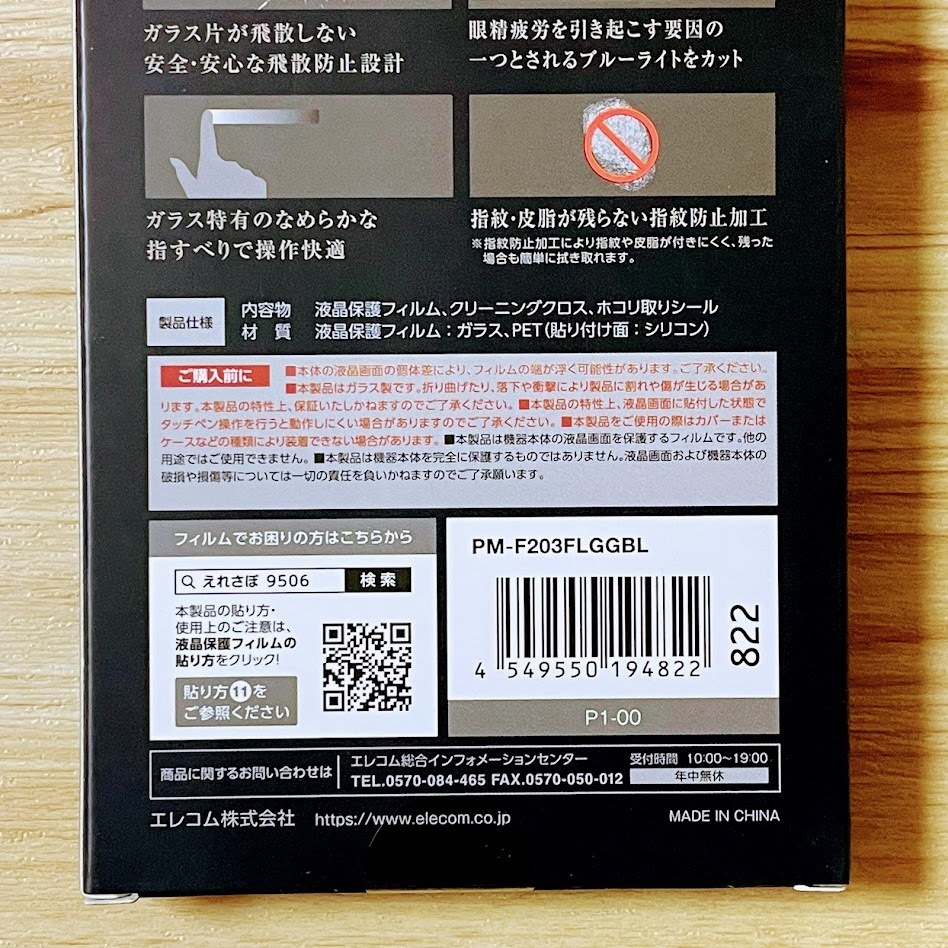 ガラス片が飛散しない
安全・安心な飛散防止設計
眼精疲労を引き起こす要因の
一つとされるブルーライトをカット
ガラス特有のなめらかな
指すべりで操作快適
指紋・皮脂が残らない指紋防止加工
※指紋防止加工により指紋や皮脂が付きにくく、残った
場合も簡単に拭き取れます。
製品仕様
内容物 液晶保護フィルム、クリーニングクロス、ホコリ取りシール
材質 液晶保護フィルム：ガラス、PET（貼り付け面：シリコン）
ご購入前に ■本体の液晶画面の個体差により、フィルムの端が浮く可能性があります。ご了承ください。
■本製品はガラス製です。折り曲げたり、落下や衝撃により製品に割れや傷が生じる場合があ
ります。本製品の特性上、保証いたしかねますのでご了承ください。■本製品の特性上、液晶画面に貼付した状態で
タッチペン操作を行うと動作しにくい場合がありますのでご了承ください。■本製品をご使用の際はカバーまたは
ケースなどの種類により装着できない場合があります。■本製品は機器本体の液晶画面を保護するフィルムです。他の
用途ではご使用できません。■本製品は機器本体を完全に保護するものではありません。液晶画面および機器本体の
破損や損傷等については一切の責任を負いかねますのでご了承願います。
フィルムでお困りの方はこちらから
えれさぽ 9506 検索
本製品の貼り方・
使用上のご注意は、
液晶保護フィルムの
貼り方をクリック!
貼り方⑪を
ご参照ください
PM-F203FLGGBL
4 549550 194822
822
P1-00
商品に関するお問い合わせは
エレコム総合インフォメーションセンター
TEL.0570-084-465 FAX.0570-050-012
受付時間 10:00〜19:00
年中無休
エレコム株式会社 https://www.elecom.co.jp
MADE IN CHINA